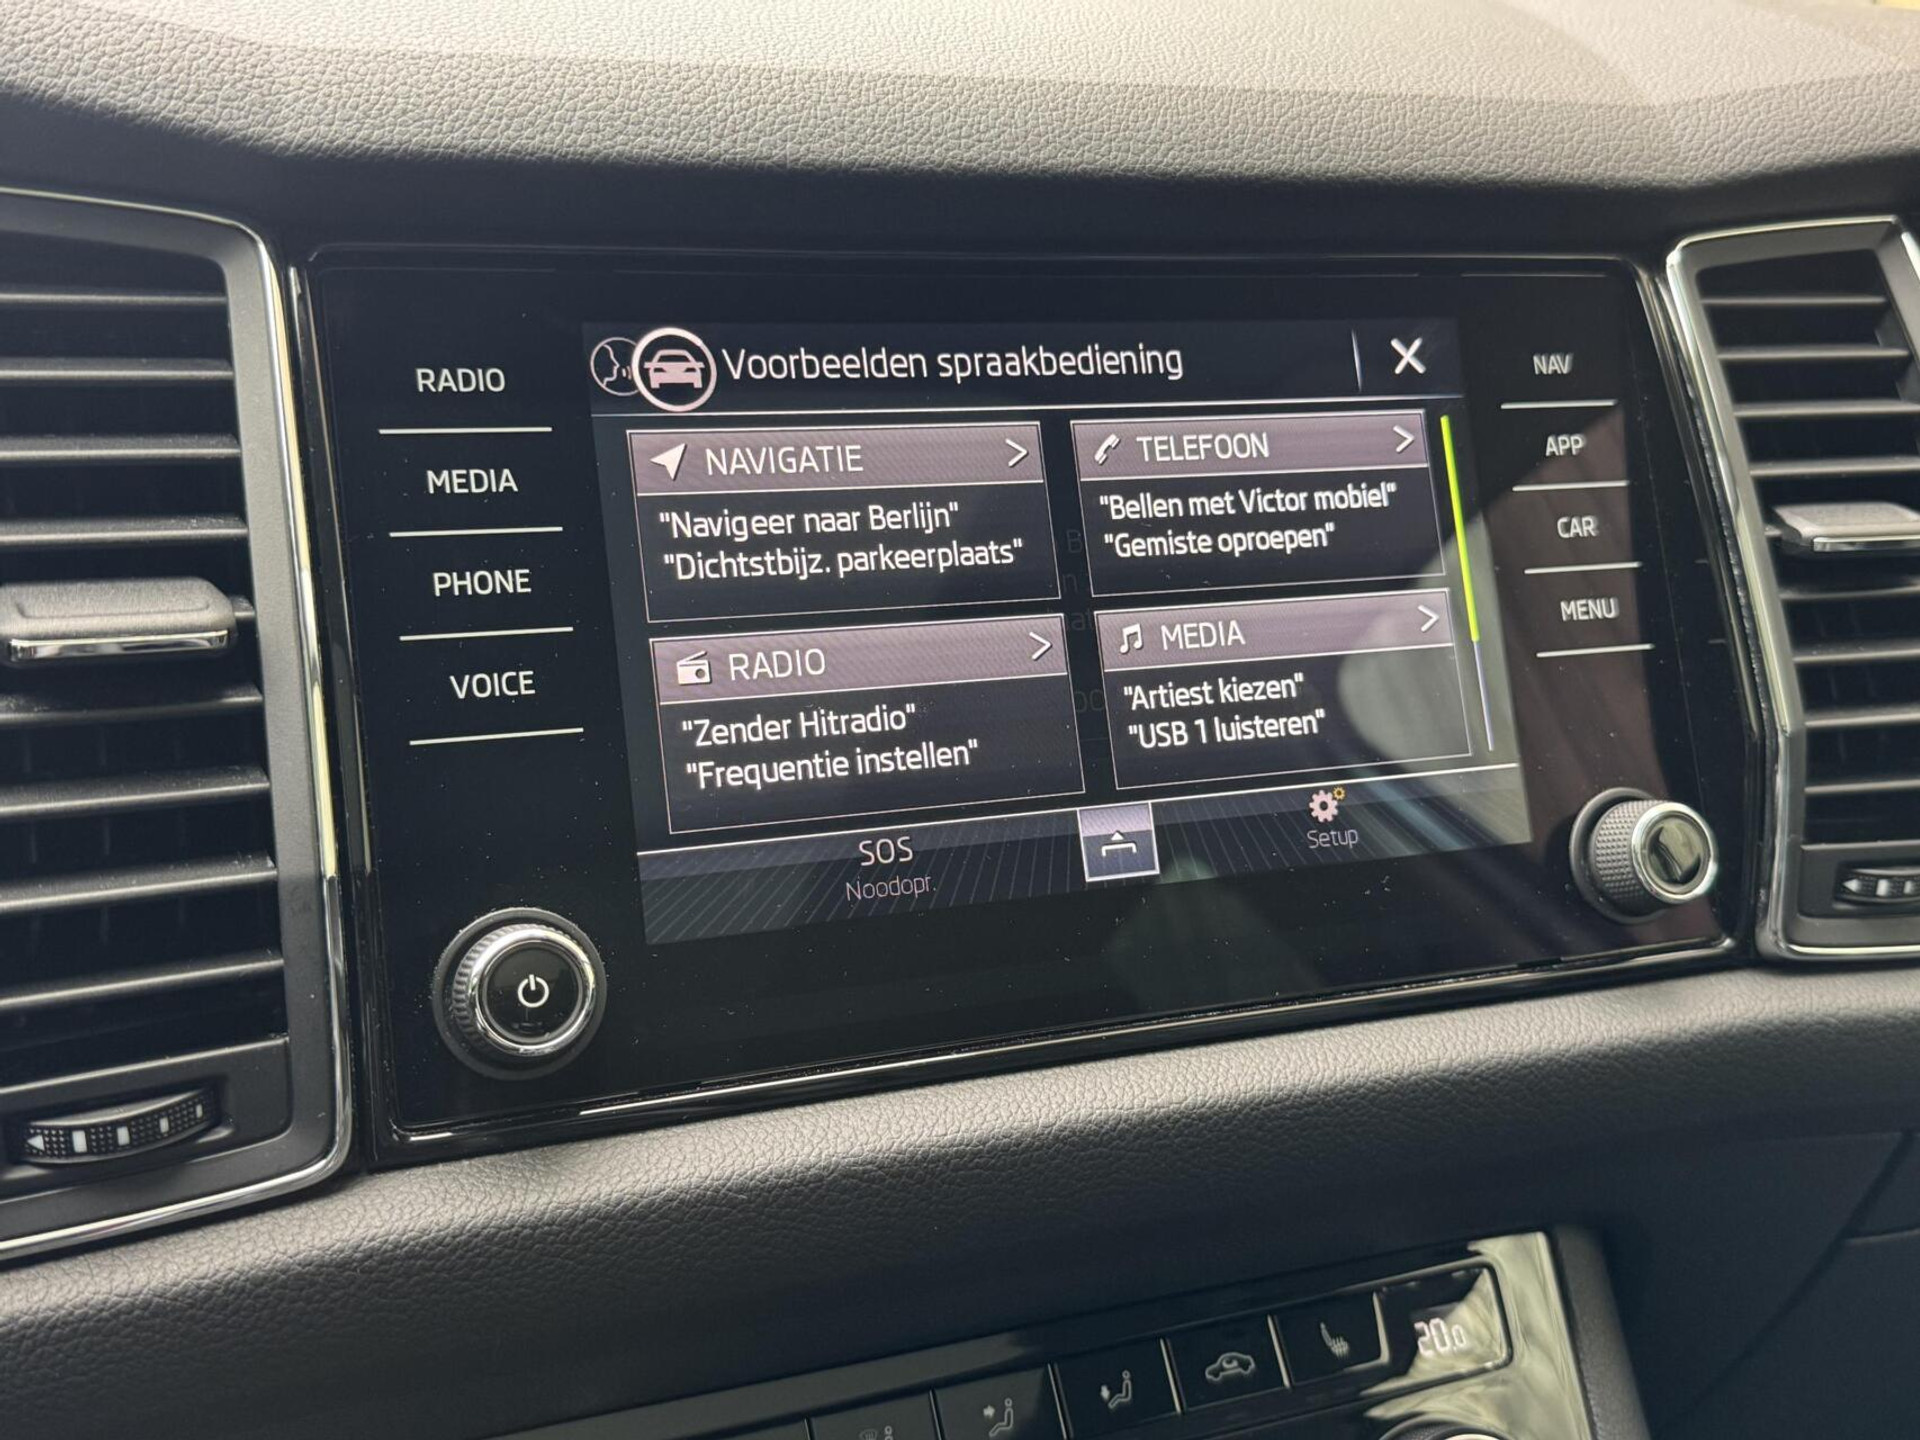 RADIO
MEDIA
PHONE
VOICE
Voorbeelden spraakbediening
NAVIGATIE
"Navigeer naar Berlijn"
"Dichtstbijz. parkeerplaats"
TELEFOON
"Bellen met Victor mobiel"
"Gemiste oproepen"
RADIO
"Zender Hitradio"
"Frequentie instellen"
MEDIA
"Artiest kiezen"
"USB 1 luisteren"
SOS
Noodopr.
Setup
NAV
APP
CAR
MENU
20.0